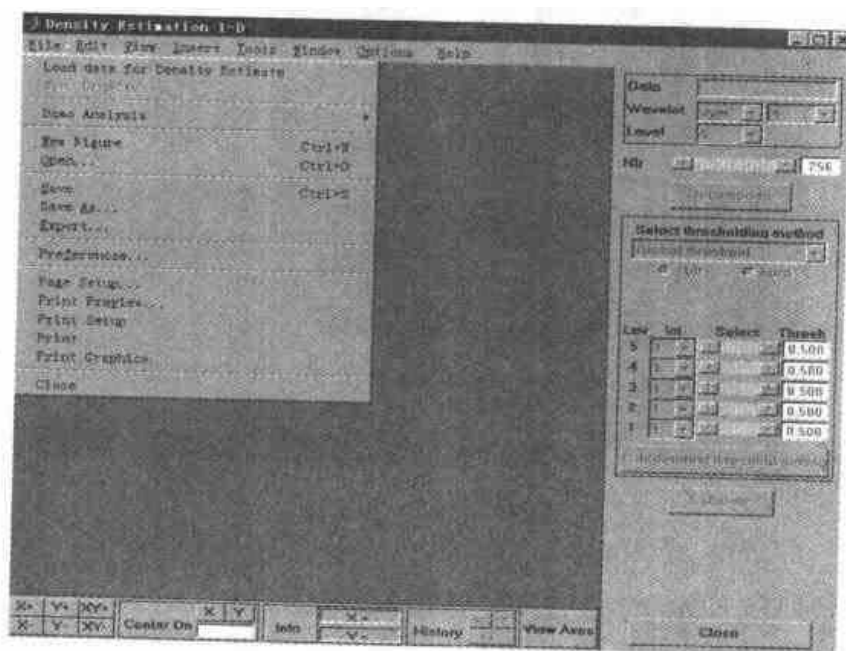 Density Estimation 1-D
File Edit View Insert Tools Window Options Help
Load data for Density Estimate
Demo Analysis
New Figure Ctrl+N
Open... Ctrl+O
Save Ctrl+S
Save As...
Export...
Preferences...
Page Setup...
Print Preview...
Print Setup
Print
Print Graphics
Close
Data
Wavelet
Level
Nb 256
Decompose
Select thresholding method
Lev Int Select Thresh
5 0.500
4 0.500
3 0.500
2 0.500
1 0.500
X+ Y+ XY+
X- Y- XY-
Center On X Y
Info X = Y =
History
View Axes
Close